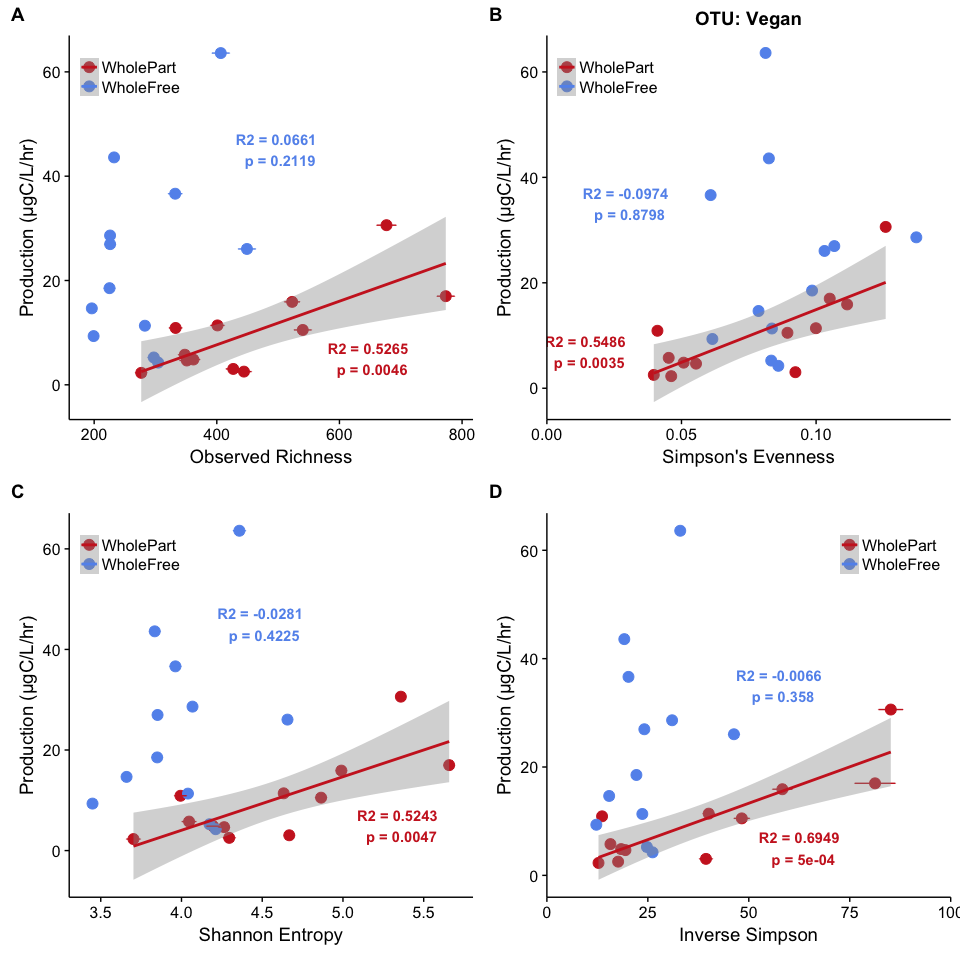 A
WholePart
WholeFree
R2 = 0.0661
p = 0.2119
R2 = 0.5265
p = 0.0046
Production (µgC/L/hr)
60
40
20
0
200 400 600 800
Observed Richness
B
OTU: Vegan
WholePart
WholeFree
R2 = -0.0974
p = 0.8798
R2 = 0.5486
p = 0.0035
Production (µgC/L/hr)
60
40
20
0
0.00 0.05 0.10
Simpson's Evenness
C
WholePart
WholeFree
R2 = -0.0281
p = 0.4225
R2 = 0.5243
p = 0.0047
Production (µgC/L/hr)
60
40
20
0
3.5 4.0 4.5 5.0 5.5
Shannon Entropy
D
WholePart
WholeFree
R2 = -0.0066
p = 0.358
R2 = 0.6949
p = 5e-04
Production (µgC/L/hr)
60
40
20
0
0 25 50 75 100
Inverse Simpson